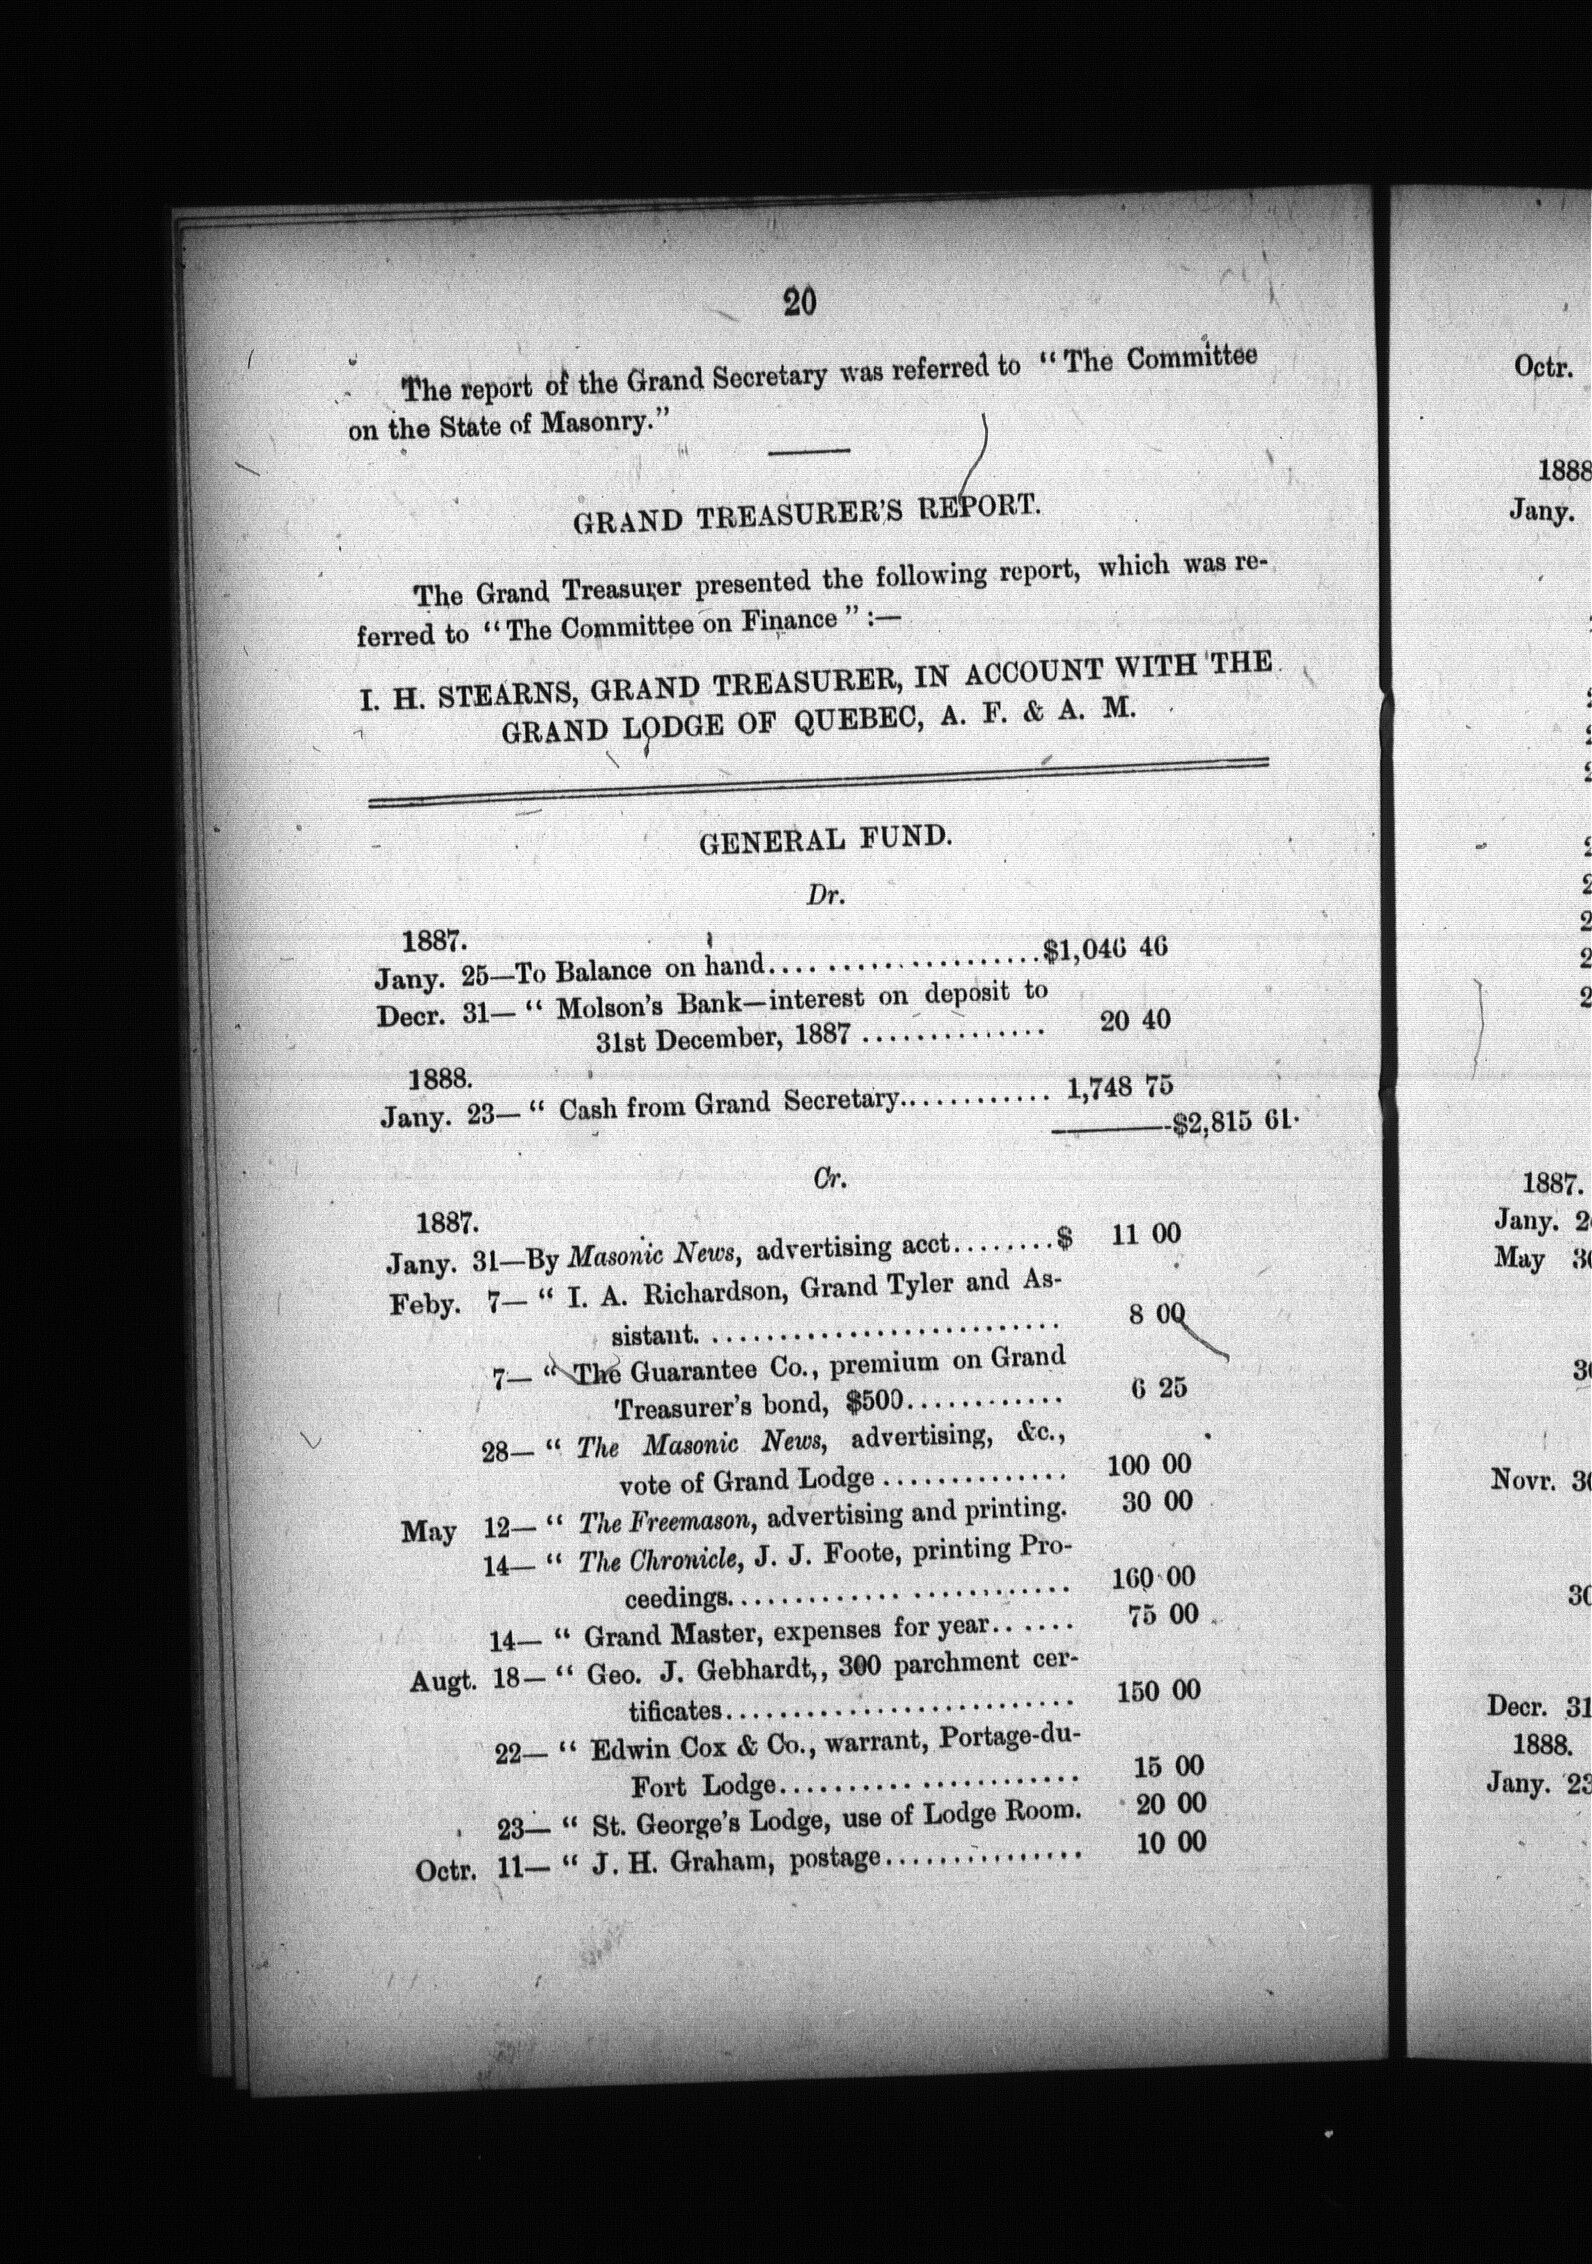 20
The report of the Grand Secretary was referred to "The Committee
on the State of Masonry."
GRAND TREASURER'S REPORT.
The Grand Treasurer presented the following report, which was re-
ferred to "The Committee on Finance":—
I. H. STEARNS, GRAND TREASURER, IN ACCOUNT WITH THE
GRAND LODGE OF QUEBEC, A. F. & A. M.
GENERAL FUND.
Dr.
1887.
Jany. 25—To Balance on hand....................$1,046 46
Decr. 31—" Molson's Bank—interest on deposit to
31st December, 1887.............. 20 40
1888.
Jany. 23—" Cash from Grand Secretary............ 1,748 75
————$2,815 61
Cr.
1887.
Jany. 31—By Masonic News, advertising acct........$ 11 00
Feby. 7—" I. A. Richardson, Grand Tyler and As-
sistant........................... 8 00
7—" The Guarantee Co., premium on Grand
Treasurer's bond, $500............ 6 25
28—" The Masonic News, advertising, &c.,
vote of Grand Lodge.............. 100 00
May 12—" The Freemason, advertising and printing. 30 00
14—" The Chronicle, J. J. Foote, printing Pro-
ceedings......................... 160 00
14—" Grand Master, expenses for year...... 75 00
Augt. 18—" Geo. J. Gebhardt,, 300 parchment cer-
tificates.......................... 150 00
22—" Edwin Cox & Co., warrant, Portage-du-
Fort Lodge...................... 15 00
23—" St. George's Lodge, use of Lodge Room. 20 00
Octr. 11—" J. H. Graham, postage............... 10 00
Octr.
1888
Jany.
1887.
Jany.
May
Novr.
Decr. 31
1888.
Jany. 23